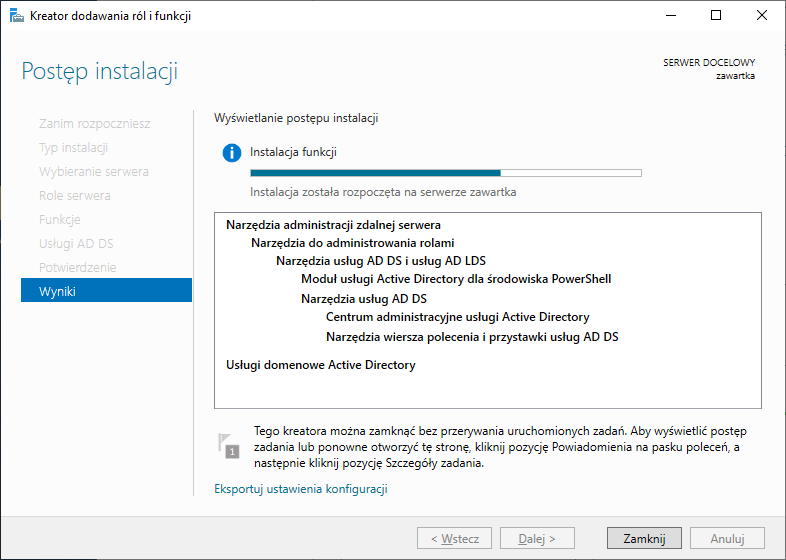 Kreator dodawania ról i funkcji
Postęp instalacji
SERWER DOCELOWY
zawartka
Zanim rozpoczniesz
Typ instalacji
Wybieranie serwera
Role serwera
Funkcje
Usługi AD DS
Potwierdzenie
Wyniki
Wyświetlanie postępu instalacji
Instalacja funkcji
Instalacja została rozpoczęta na serwerze zawartka
Narzędzia administracji zdalnej serwera
Narzędzia do administrowania rolami
Narzędzia usług AD DS i usług AD LDS
Moduł usługi Active Directory dla środowiska PowerShell
Narzędzia usług AD DS
Centrum administracyjne usługi Active Directory
Narzędzia wiersza polecenia i przystawki usług AD DS
Usługi domenowe Active Directory
1
Tego kreatora można zamknąć bez przerywania uruchomionych zadań. Aby wyświetlić postęp
zadania lub ponowne otworzyć tę stronę, kliknij pozycję Powiadomienia na pasku poleceń, a
następnie kliknij pozycję Szczegóły zadania.
Eksportuj ustawienia konfiguracji
< Wstecz
Dalej >
Zamknij
Anuluj